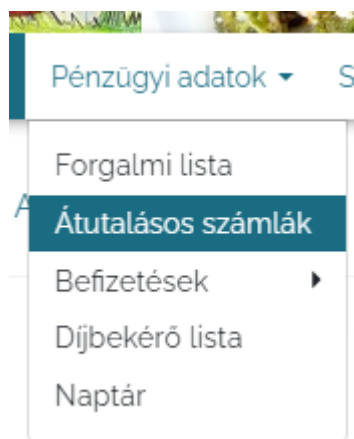 Pénzügyi adatok
Forgalmi lista
Átutalásos számlák
Befizetések
Díjbekérő lista
Naptár